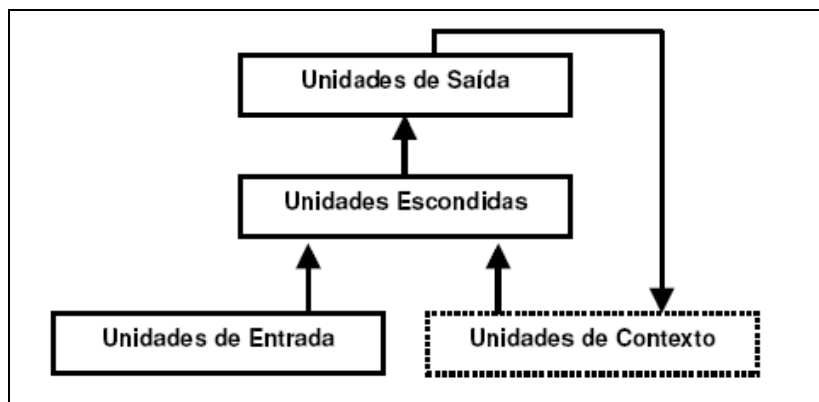 Unidades de Saída
Unidades Escondidas
Unidades de Entrada
Unidades de Contexto